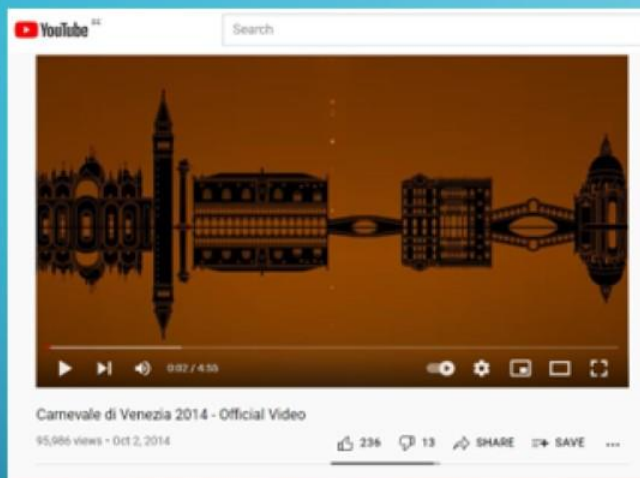 YouTube
Search
0:02 / 4:55
Carnevale di Venezia 2014 - Official Video
95,986 views • Oct 2, 2014
236
13
SHARE
SAVE